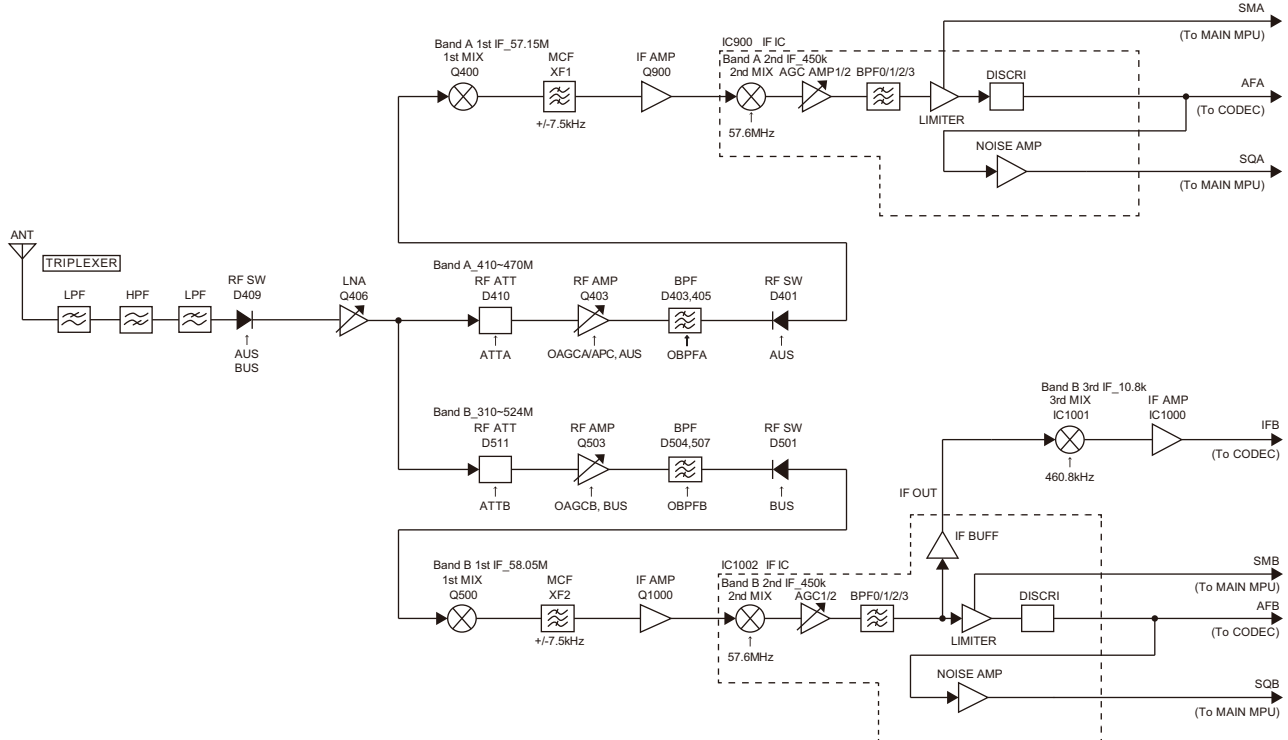 SMA
(To MAIN MPU)
Band A 1st IF_57.15M
1st MIX
Q400
MCF
XF1
+/-7.5kHz
IF AMP
Q900
IC900 IF IC
Band A 2nd IF_450k
2nd MIX AGC AMP1/2 BPF0/1/2/3
57.6MHz
LIMITER
DISCRI
AFA
(To CODEC)
NOISE AMP
SQA
(To MAIN MPU)
ANT
TRIPLEXER
LPF
HPF
LPF
RF SW
D409
↑
AUS
BUS
LNA
Q406
Band A_410~470M
RF ATT
D410
↑
ATTA
RF AMP
Q403
↑
OAGCA/APC, AUS
BPF
D403,405
↑
OBPFA
RF SW
D401
↑
AUS
Band B_310~524M
RF ATT
D511
↑
ATTB
RF AMP
Q503
↑
OAGCB, BUS
BPF
D504,507
↑
OBPFB
RF SW
D501
↑
BUS
Band B 3rd IF_10.8k
3rd MIX
IC1001
↑
460.8kHz
IF AMP
IC1000
IFB
(To CODEC)
IF OUT
IF BUFF
Band B 1st IF_58.05M
1st MIX
Q500
MCF
XF2
+/-7.5kHz
IF AMP
Q1000
IC1002 IF IC
Band B 2nd IF_450k
2nd MIX AGC1/2 BPF0/1/2/3
↑
57.6MHz
LIMITER
DISCRI
SMB
(To MAIN MPU)
AFB
(To CODEC)
NOISE AMP
SQB
(To MAIN MPU)